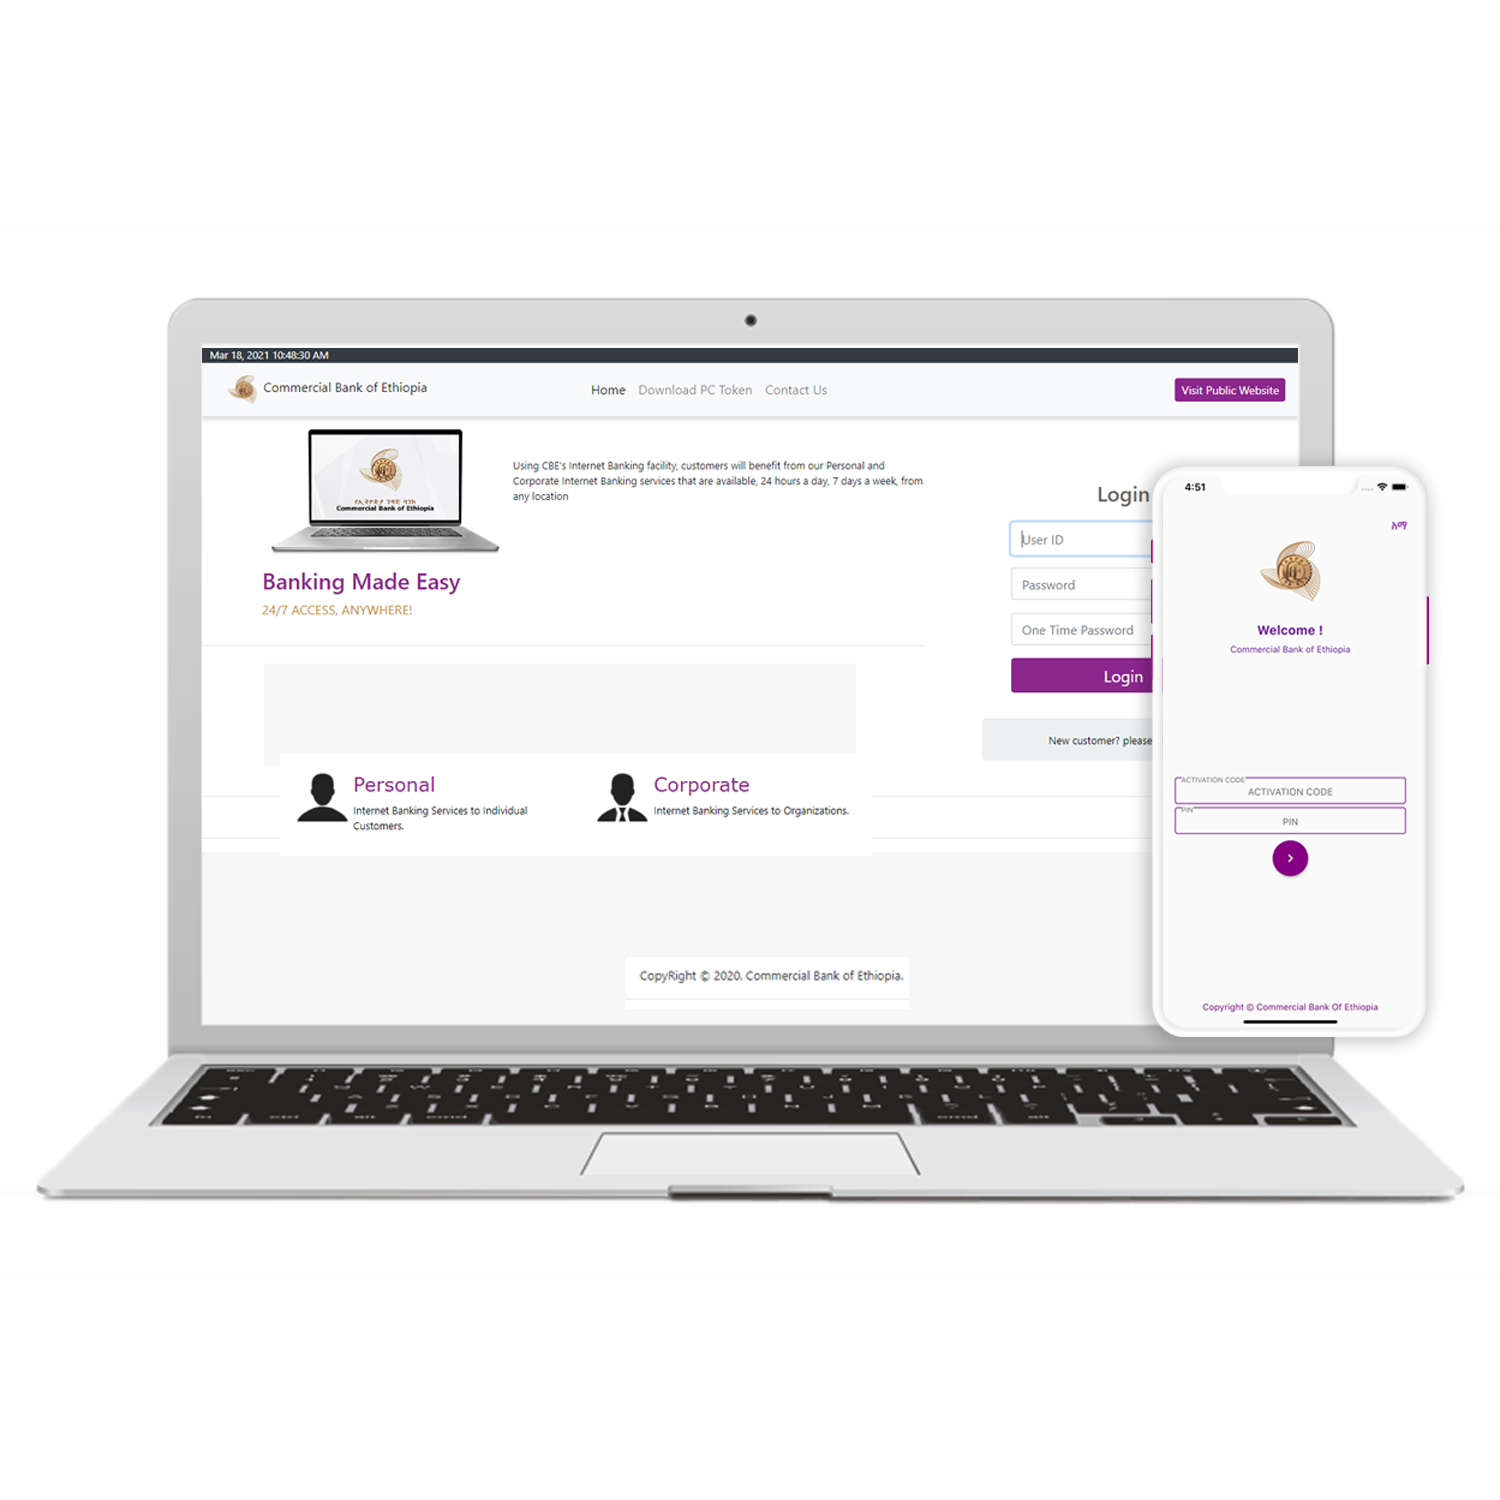 Mar 18, 2021 10:48:30 AM
Commercial Bank of Ethiopia
Home Download PC Token Contact Us
Visit Public Website
የኢትዮጵያ ንግድ ባንክ
Commercial Bank of Ethiopia
Using CBE's Internet Banking facility, customers will benefit from our Personal and
Corporate Internet Banking services that are available, 24 hours a day, 7 days a week, from
any location
Banking Made Easy
24/7 ACCESS, ANYWHERE!
Login
User ID
Password
One Time Password
Login
New customer? please
Personal
Internet Banking Services to Individual
Customers.
Corporate
Internet Banking Services to Organizations.
CopyRight © 2020. Commercial Bank of Ethiopia.
4:51
አማ
Welcome !
Commercial Bank of Ethiopia
ACTIVATION CODE
ACTIVATION CODE
PIN
PIN
Copyright © Commercial Bank Of Ethiopia